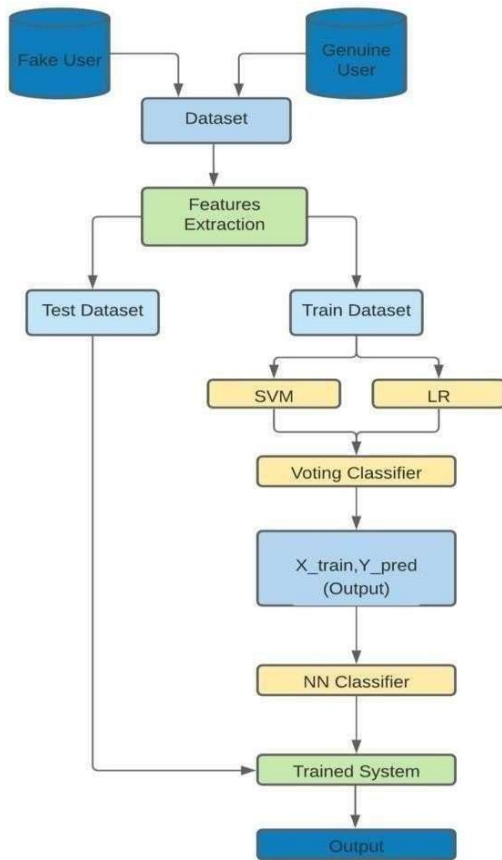 Fake User
Genuine
User
Dataset
Features
Extraction
Test Dataset
Train Dataset
SVM
LR
Voting Classifier
X_train,Y_pred
(Output)
NN Classifier
Trained System
Output